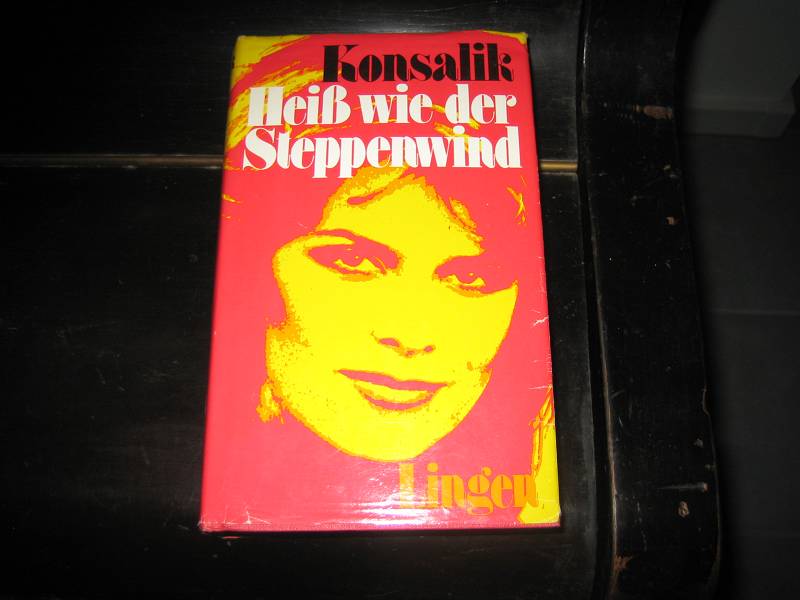 Konsalik
Heiß wie der
Steppenwind
Lingen